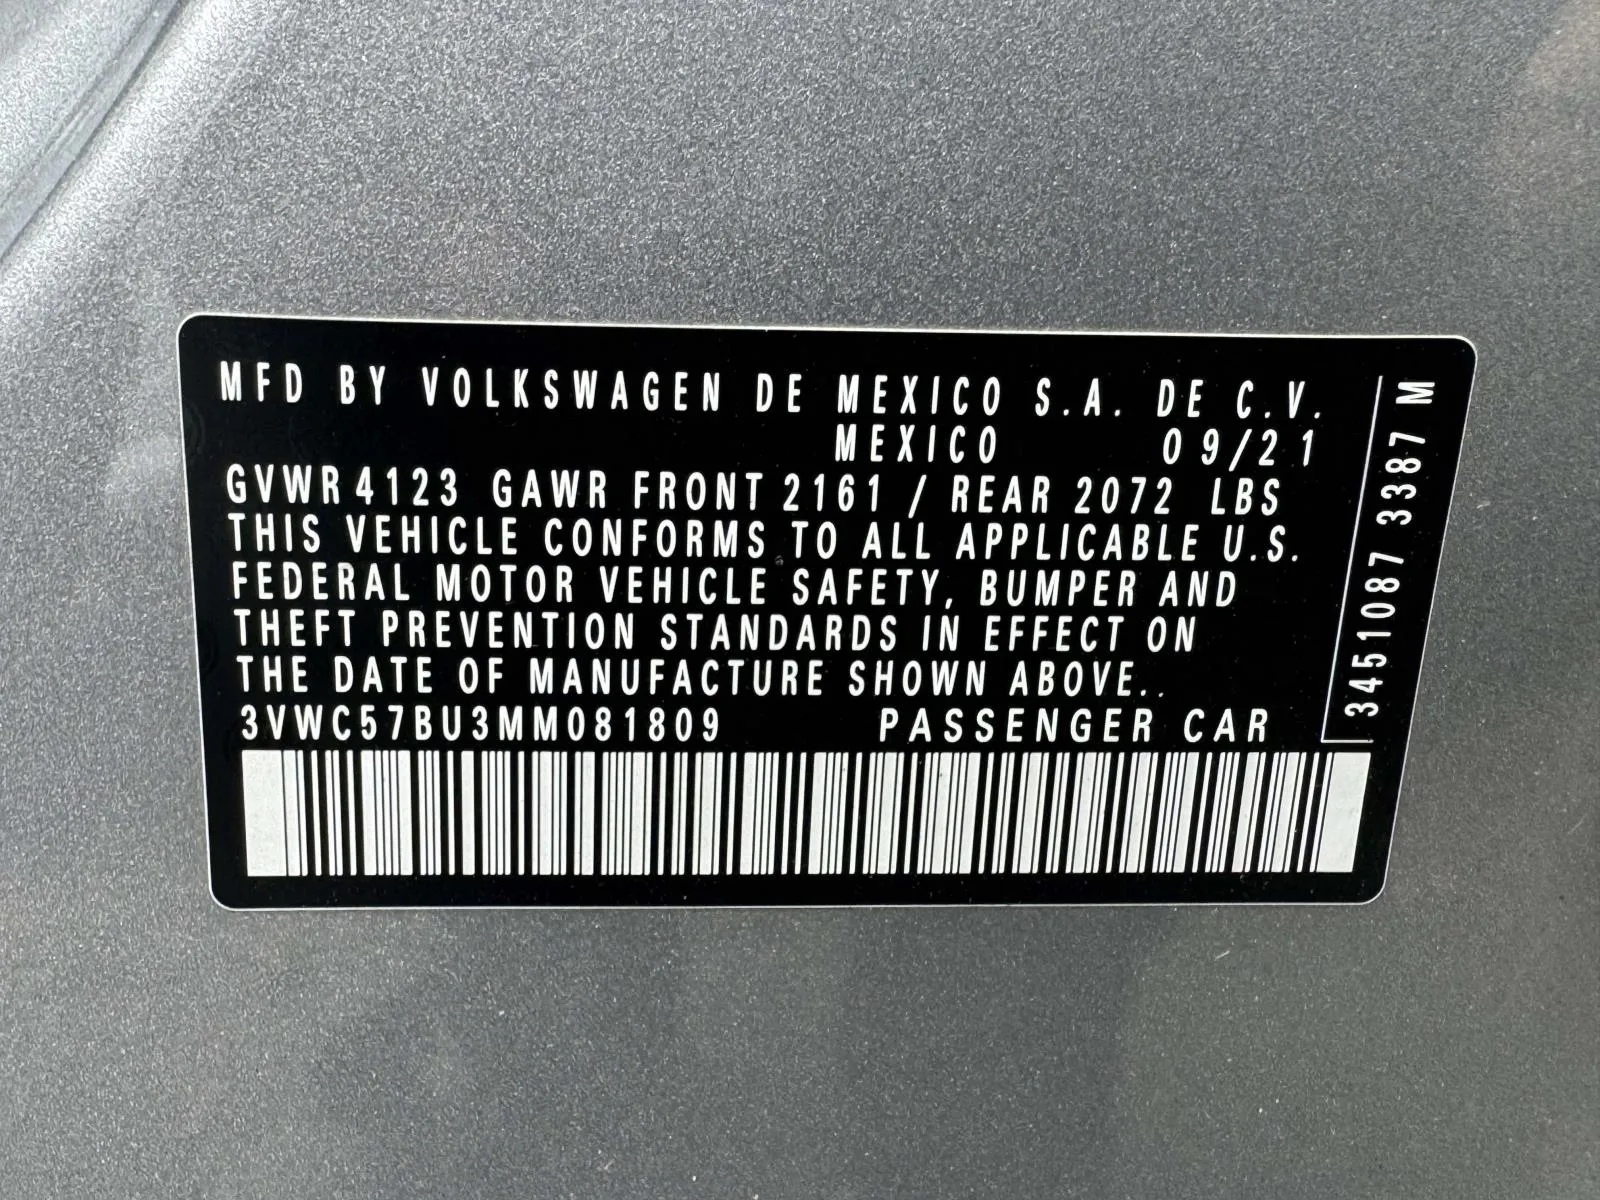 MFD BY VOLKSWAGEN DE MEXICO S.A. DE C.V.
MEXICO 09/21
GVWR 4123 GAWR FRONT 2161 / REAR 2072 LBS
THIS VEHICLE CONFORMS TO ALL APPLICABLE U.S.
FEDERAL MOTOR VEHICLE SAFETY, BUMPER AND
THEFT PREVENTION STANDARDS IN EFFECT ON
THE DATE OF MANUFACTURE SHOWN ABOVE..
3VWC57BU3MM081809 PASSENGER CAR
3451087 3387 M